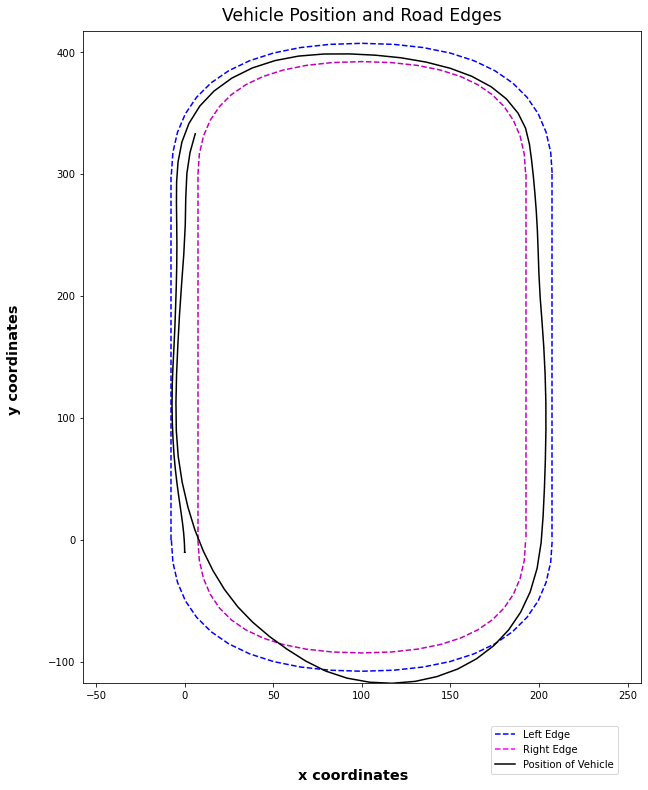 Vehicle Position and Road Edges
400
300
200
100
0
−100
y coordinates
−50
0
50
100
150
200
250
x coordinates
Left Edge
Right Edge
Position of Vehicle